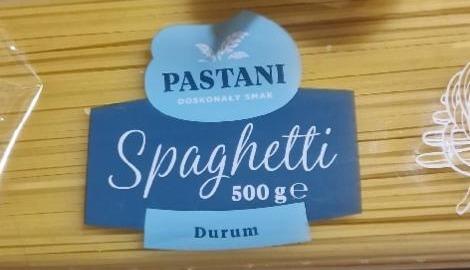 PASTANI
DOSKONAŁY SMAK
Spaghetti
500 g ℮
Durum